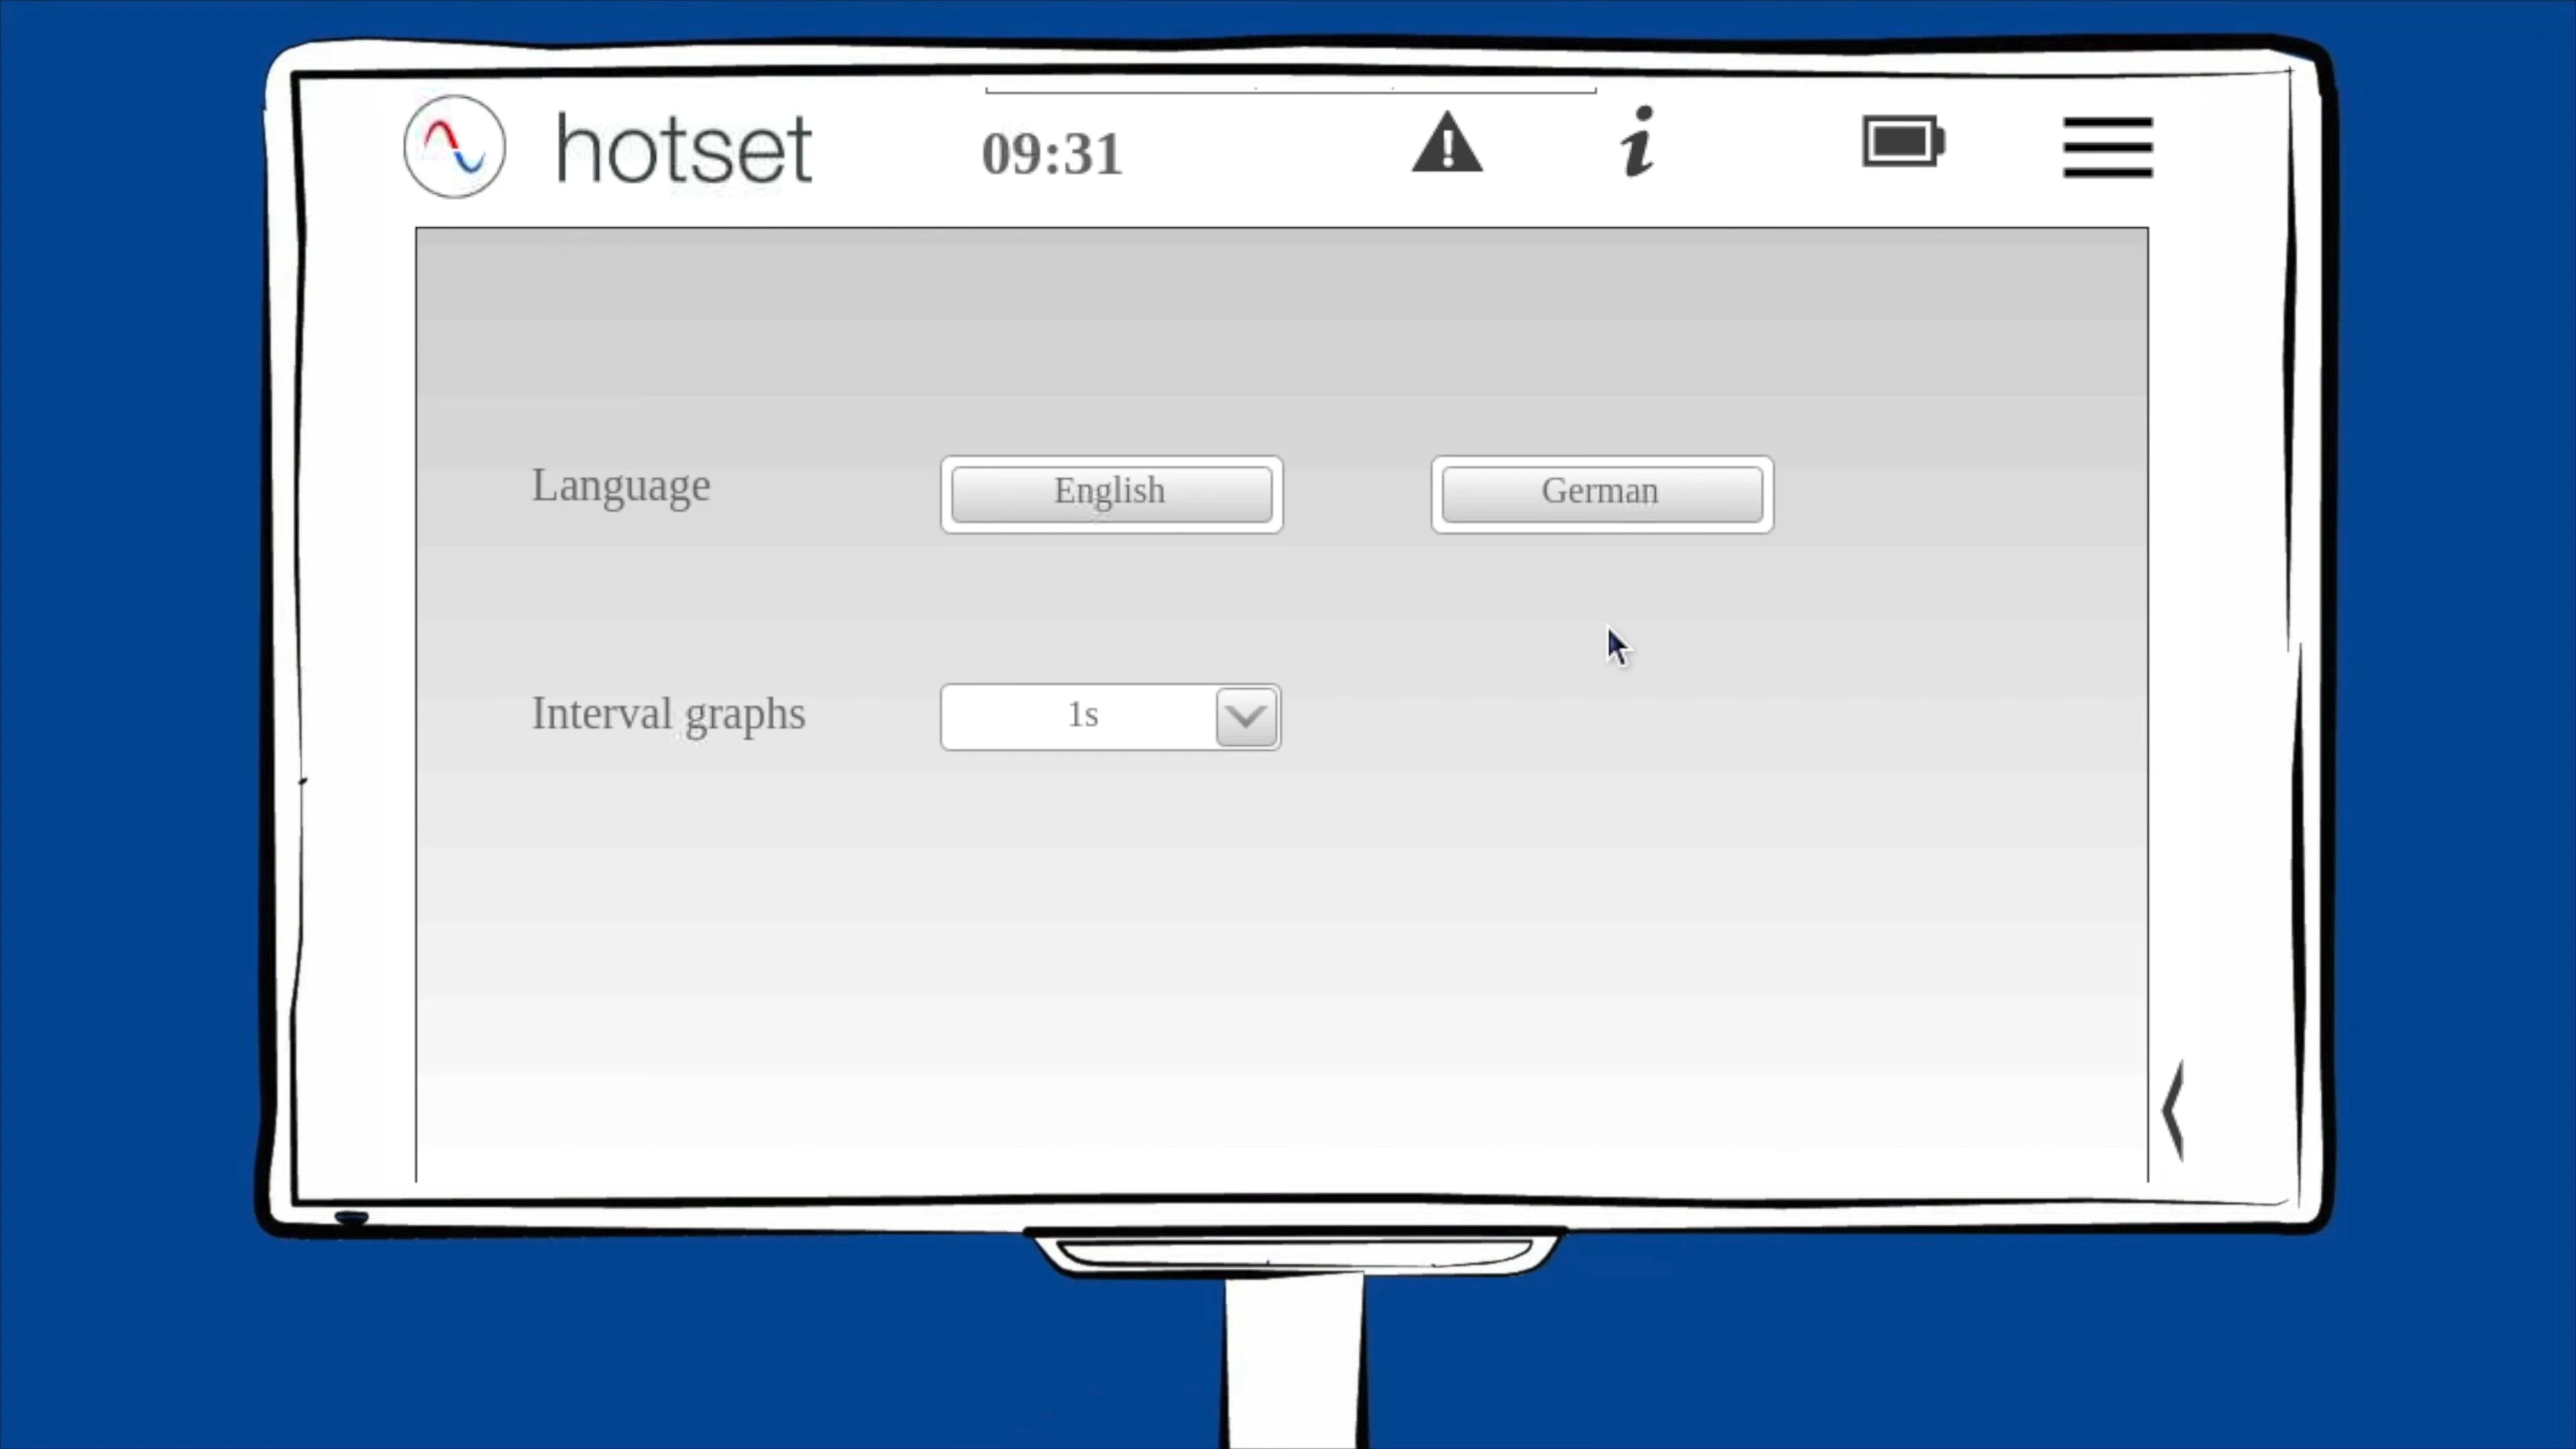 hotset
09:31
Language
English
German
Interval graphs
1s